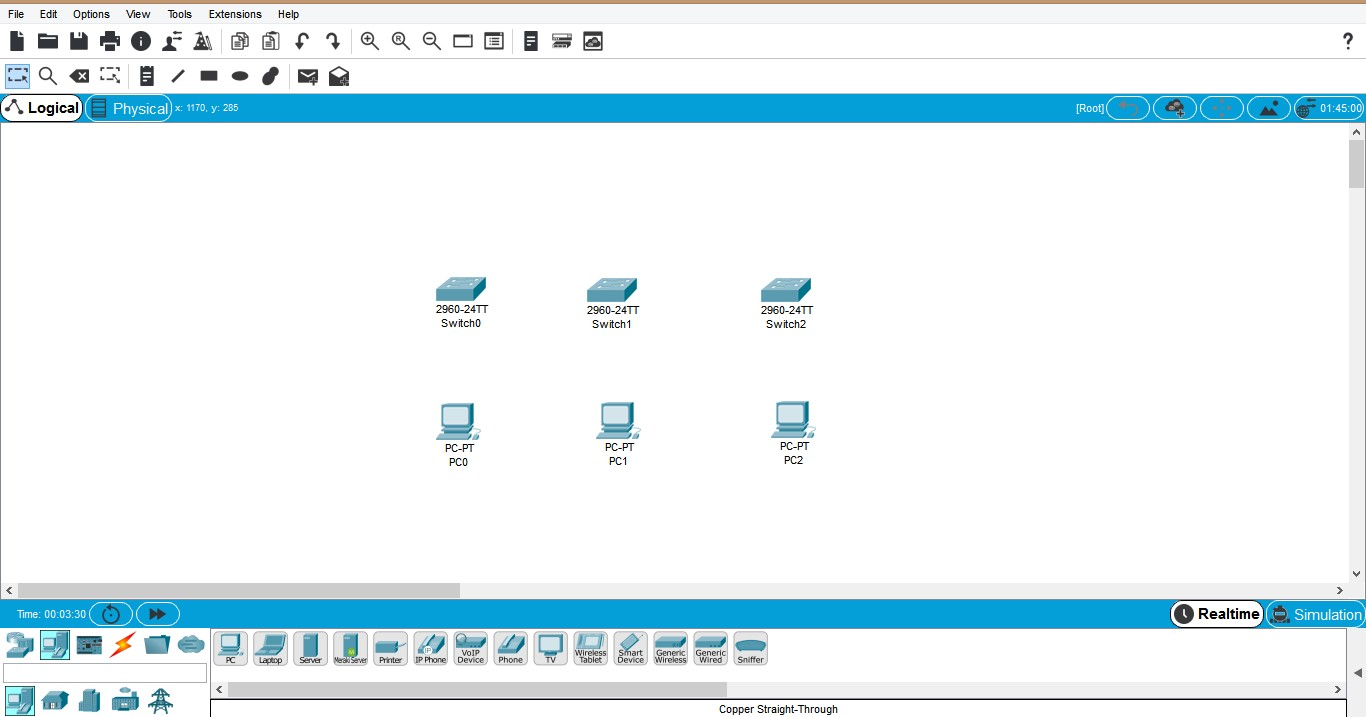 File Edit Options View Tools Extensions Help
?
R
Logical Physical x: 1170, y: 285 [Root] 01:45:00
2960-24TT 2960-24TT 2960-24TT
Switch0 Switch1 Switch2
PC-PT PC-PT PC-PT
PC0 PC1 PC2
Time: 00:03:30 Realtime Simulation
PC Laptop Server Meraki Server Printer IP Phone VoIP Device Phone TV Wireless Tablet Smart Device Generic Wireless Generic Wired Sniffer
Copper Straight-Through